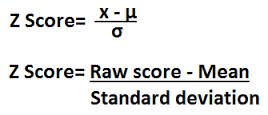 Z Score= x - μ
σ
Z Score= Raw score - Mean
Standard deviation